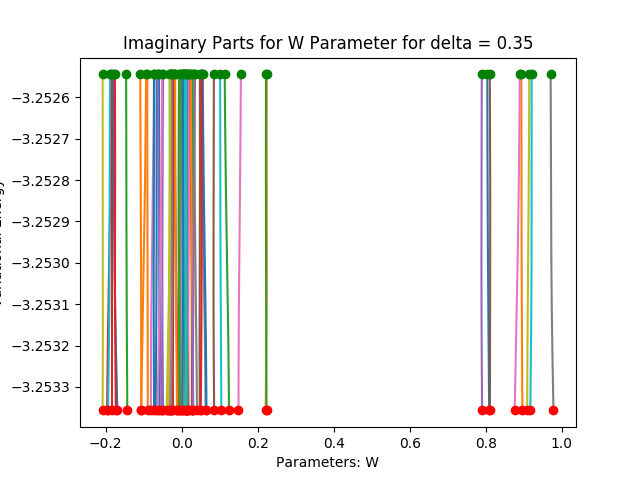 Imaginary Parts for W Parameter for delta = 0.35
−3.2526
−3.2527
−3.2528
−3.2529
−3.2530
−3.2531
−3.2532
−3.2533
−0.2 0.0 0.2 0.4 0.6 0.8 1.0
Parameters: W